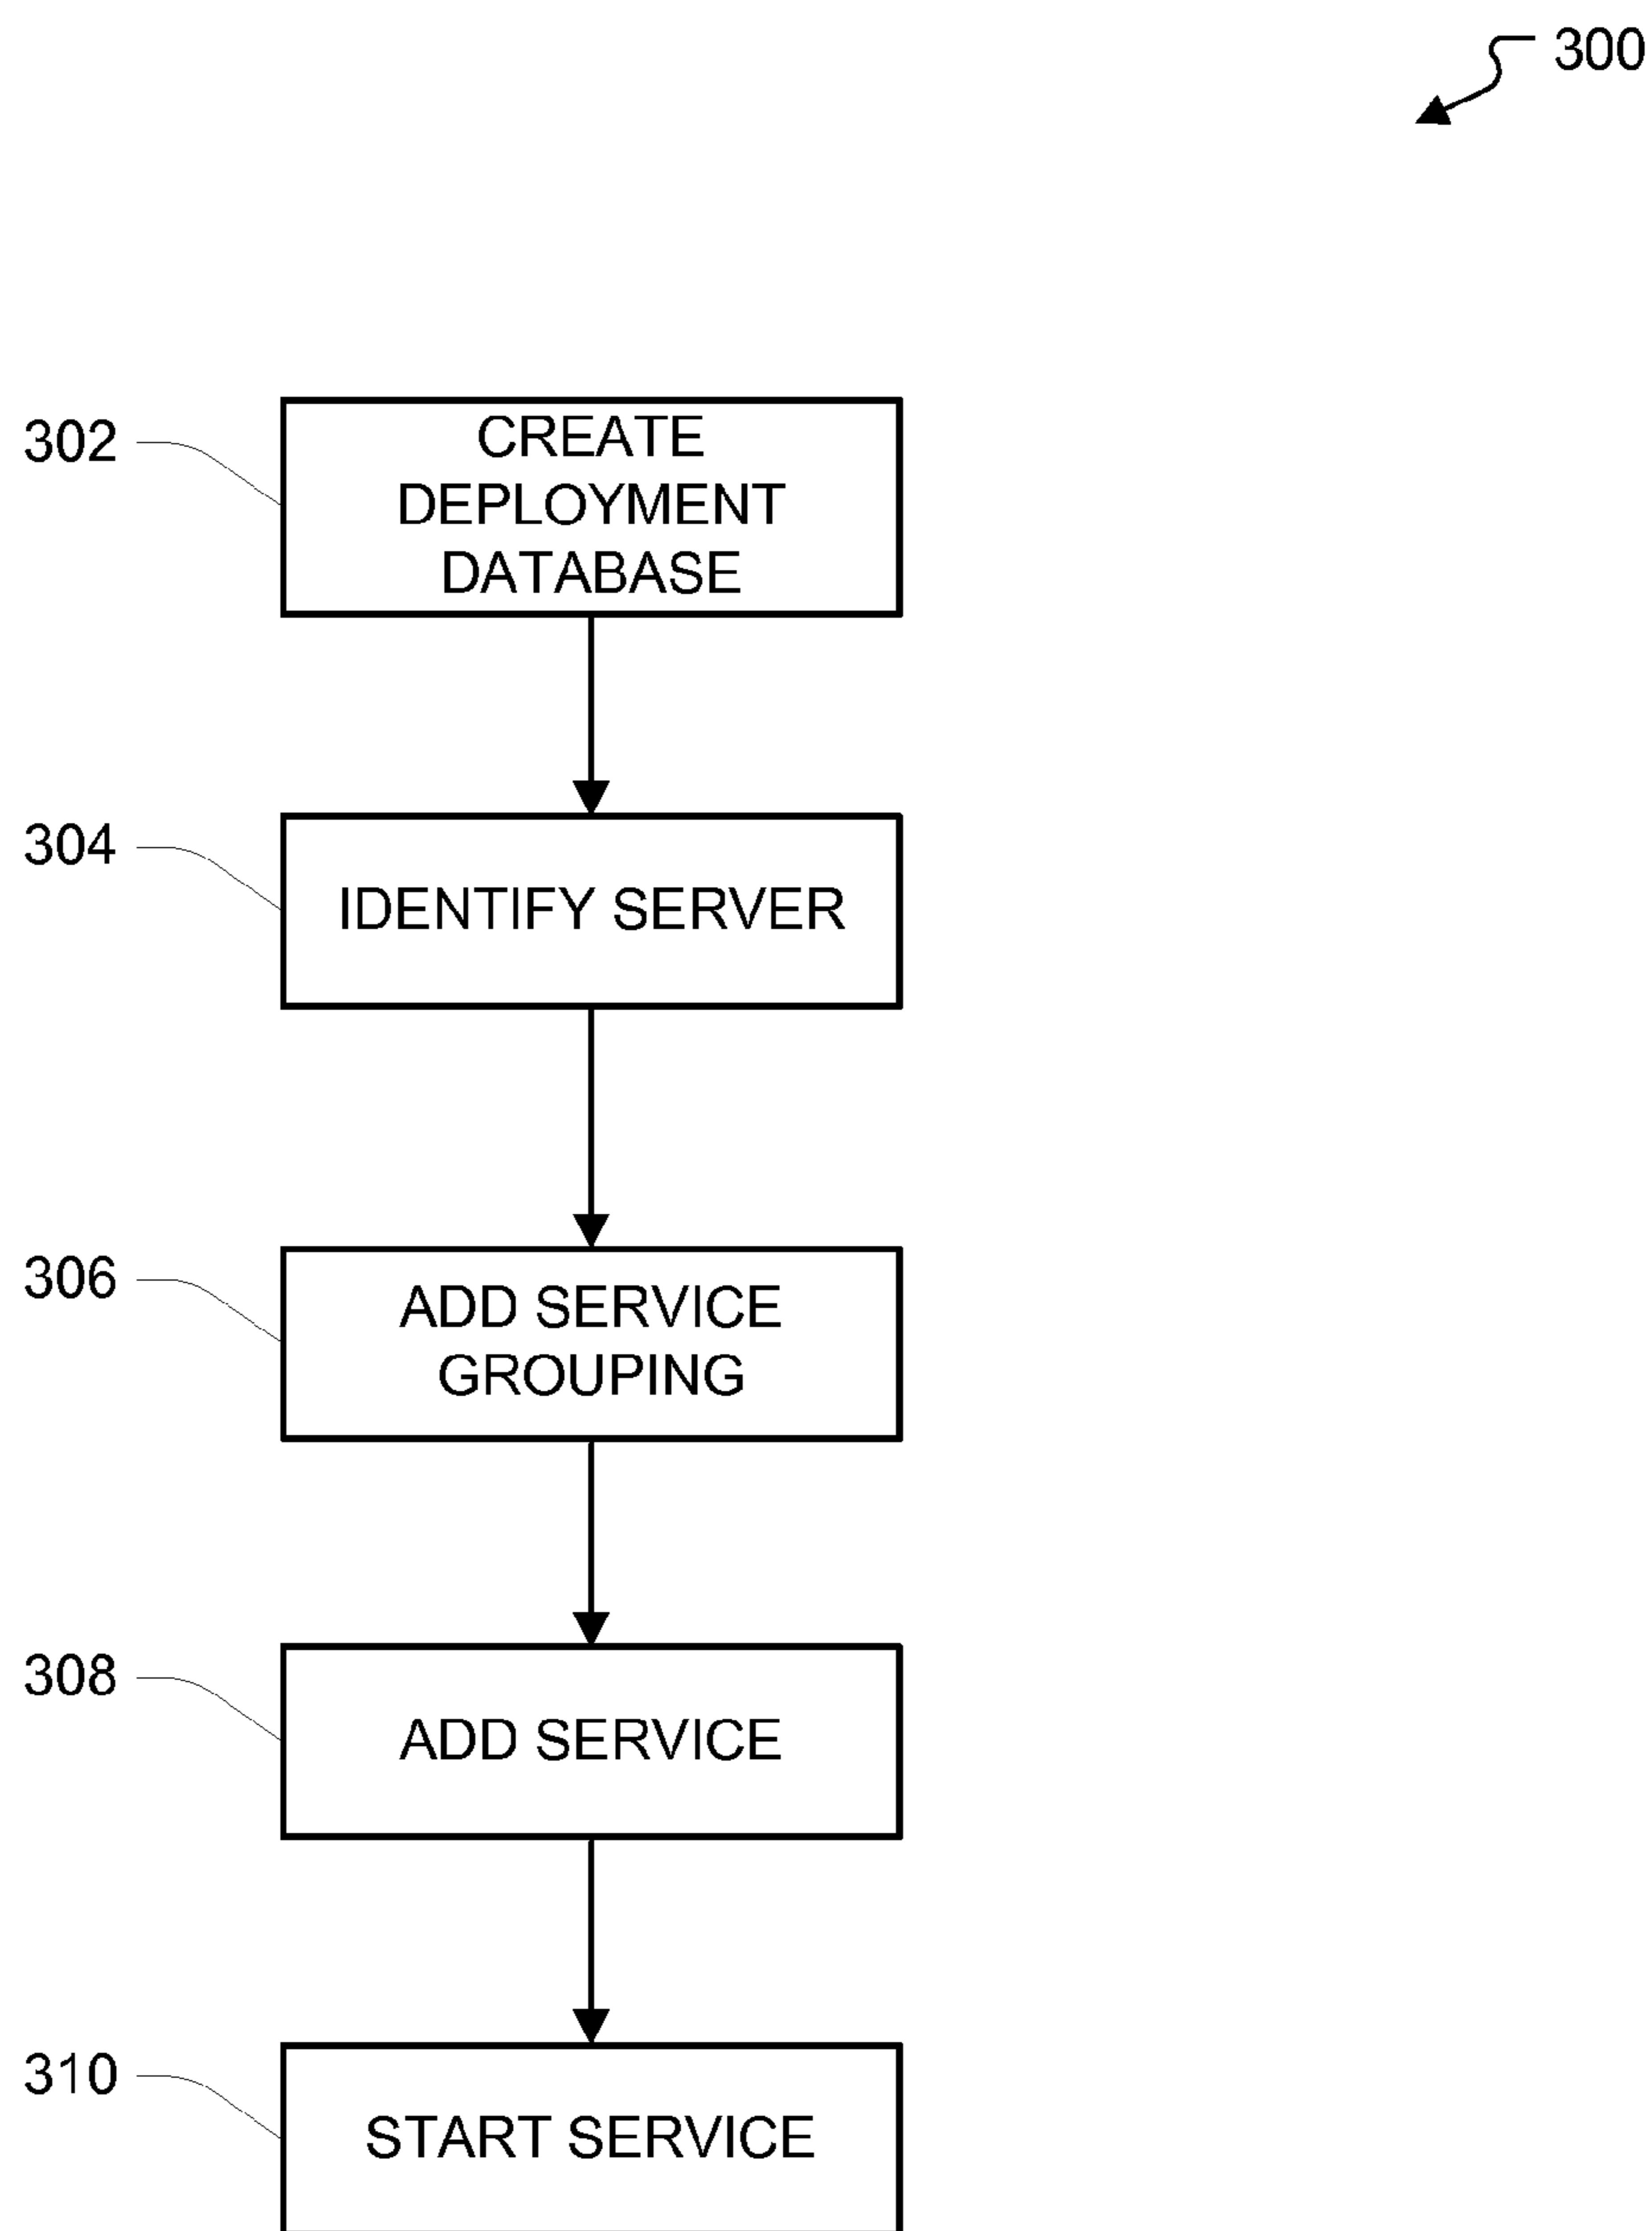 300
302
CREATE
DEPLOYMENT
DATABASE
304
IDENTIFY SERVER
306
ADD SERVICE
GROUPING
308
ADD SERVICE
310
START SERVICE